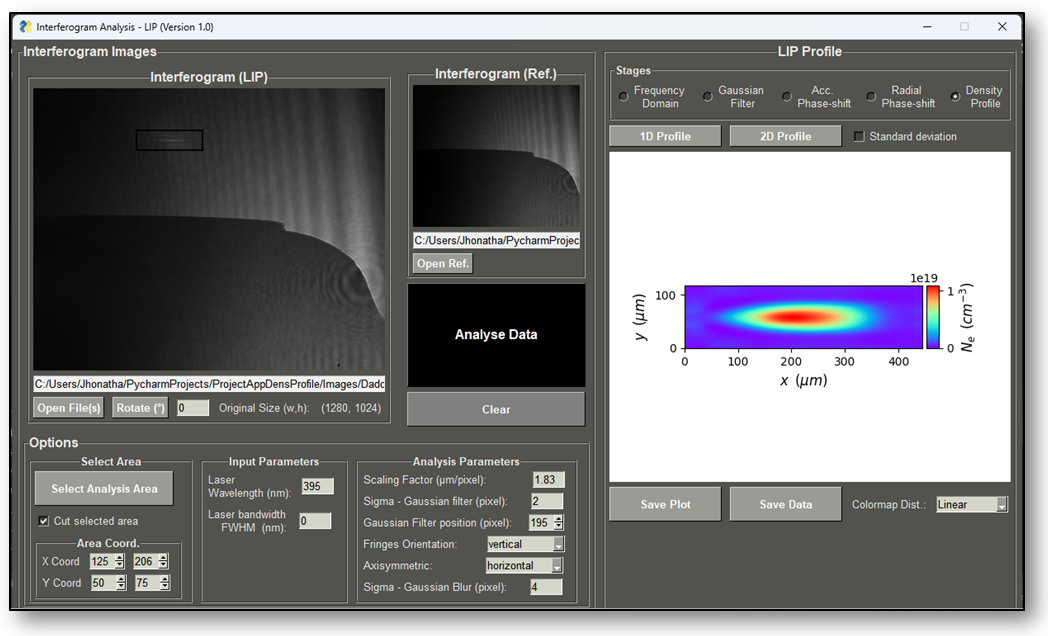 Interferogram Analysis - LIP (Version 1.0)
Interferogram Images
Interferogram (LIP)
C:/Users/Jhonatha/PycharmProjects/ProjectAppDensProfile/Images/Dadc
Open File(s)
Rotate (°)
0
Original Size (w,h): (1280, 1024)
Interferogram (Ref.)
C:/Users/Jhonatha/PycharmProjec
Open Ref.
Analyse Data
Clear
Options
Select Area
Select Analysis Area
Cut selected area
Area Coord.
X Coord 125 206
Y Coord 50 75
Input Parameters
Laser
Wavelength (nm): 395
Laser bandwidth
FWHM (nm): 0
Analysis Parameters
Scaling Factor (µm/pixel): 1.83
Sigma - Gaussian filter (pixel): 2
Gaussian Filter position (pixel): 195
Fringes Orientation: vertical
Axisymmetric: horizontal
Sigma - Gaussian Blur (pixel): 4
LIP Profile
Stages
Frequency
Domain
Gaussian
Filter
Acc.
Phase-shift
Radial
Phase-shift
Density
Profile
1D Profile
2D Profile
Standard deviation
1e19
100
0
y (µm)
0 100 200 300 400
x (µm)
1
0
Nₑ (cm⁻³)
Save Plot
Save Data
Colormap Dist.: Linear